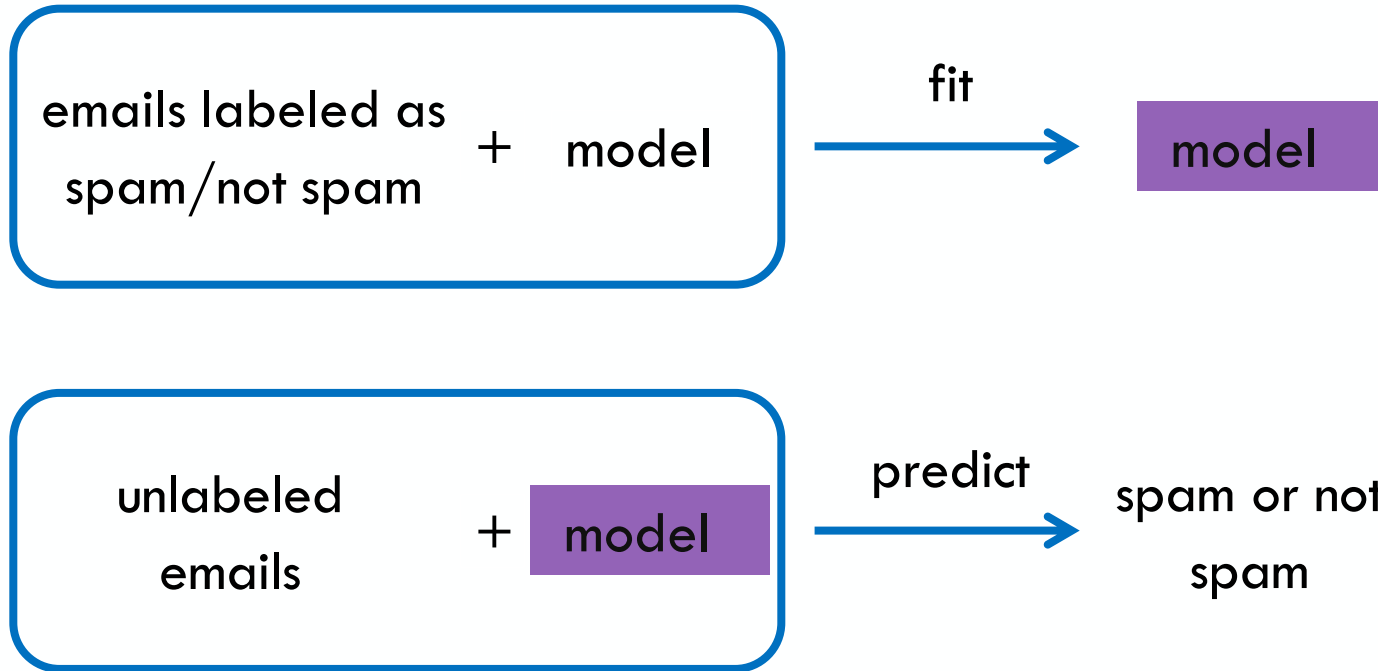 emails labeled as
spam/not spam
+
model
fit
model
unlabeled
emails
+
model
predict
spam or not
spam